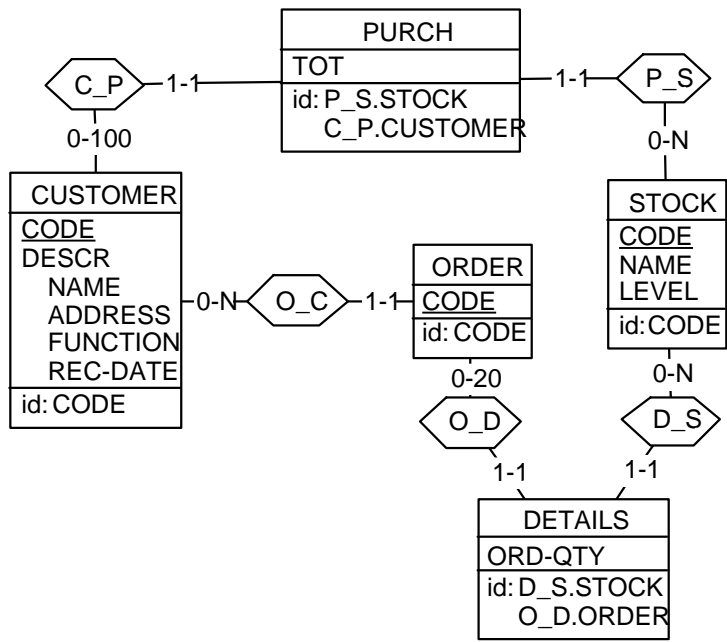 PURCH
TOT
id: P_S.STOCK
C_P.CUSTOMER
C_P
1-1
1-1
P_S
0-100
0-N
CUSTOMER
CODE
DESCR
NAME
ADDRESS
FUNCTION
REC-DATE
id: CODE
0-N
O_C
1-1
ORDER
CODE
id: CODE
STOCK
CODE
NAME
LEVEL
id: CODE
0-20
O_D
0-N
D_S
1-1
1-1
DETAILS
ORD-QTY
id: D_S.STOCK
O_D.ORDER